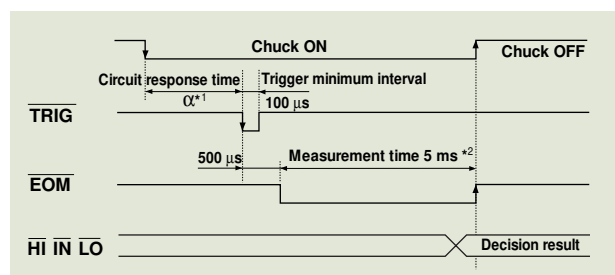 Chuck ON
Chuck OFF
Circuit response time
Trigger minimum interval
α*1
100 μs
TRIG
500 μs
Measurement time 5 ms *2
EOM
HI IN LO
Decision result